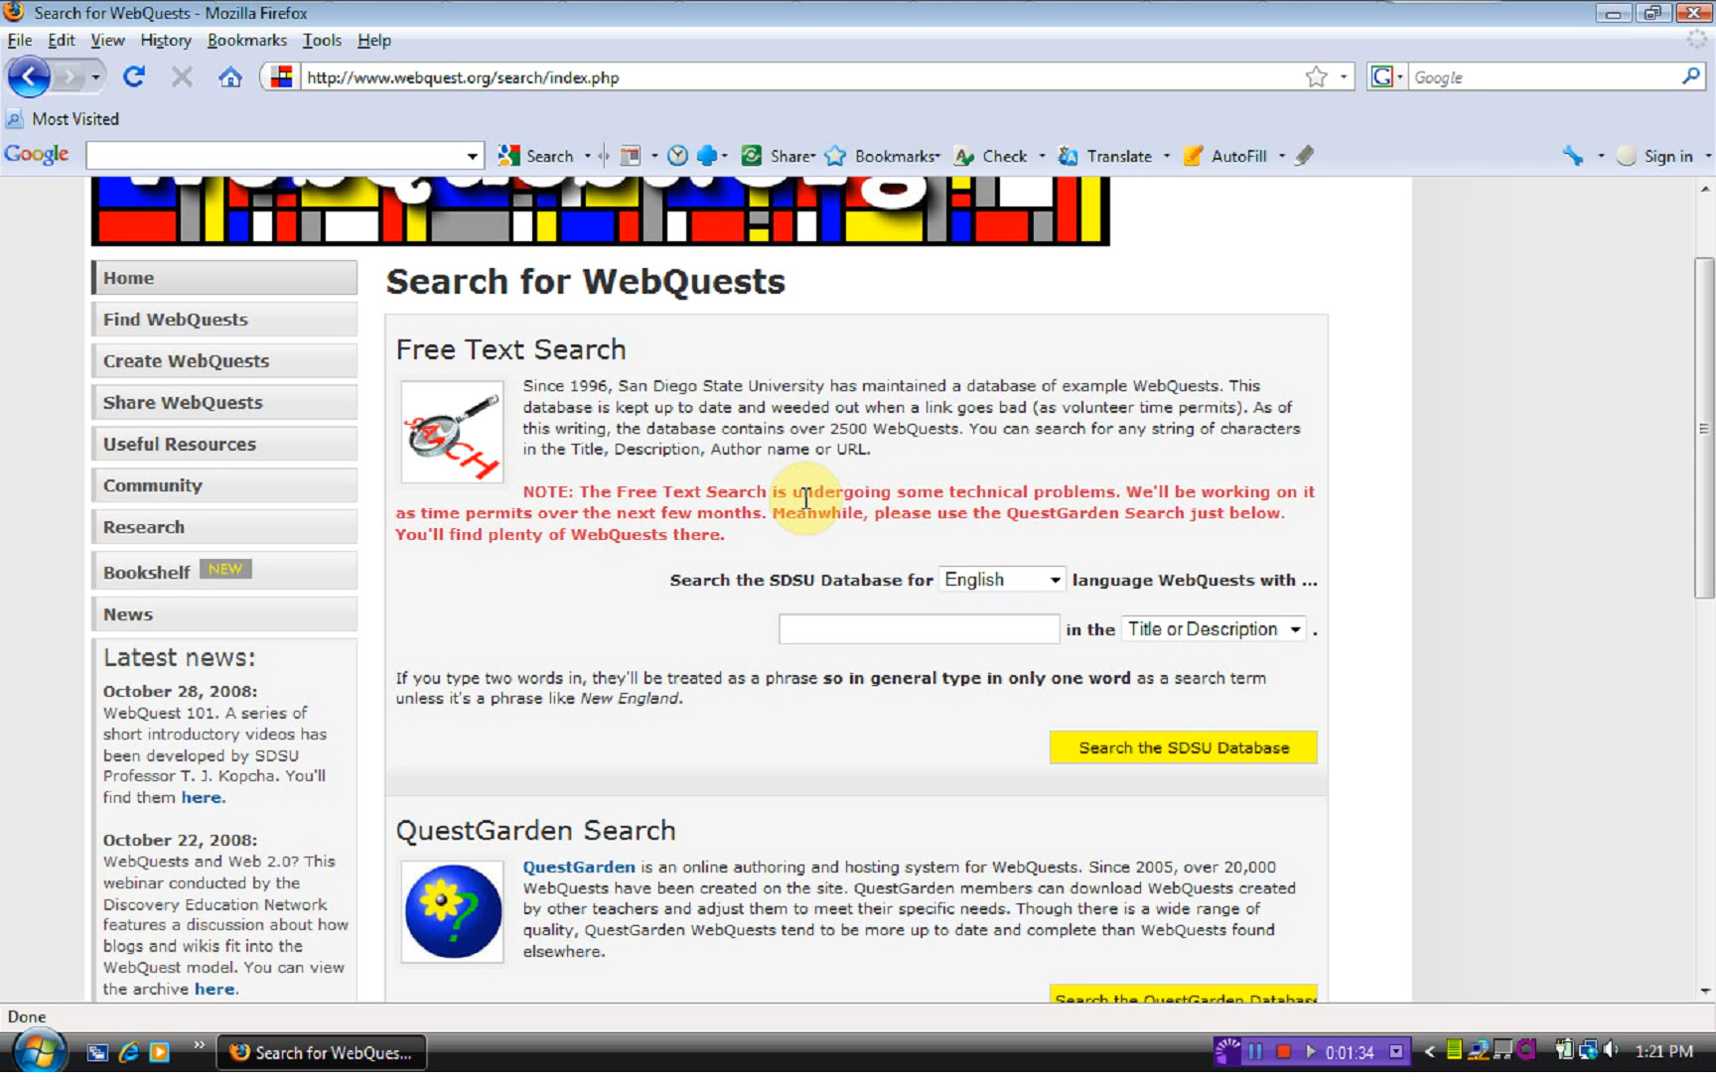 Search for WebQuests - Mozilla Firefox
File Edit View History Bookmarks Tools Help
http://www.webquest.org/search/index.php
Google
Most Visited
Google Search Share Bookmarks Check Translate AutoFill Sign in
Search for WebQuests
Home
Find WebQuests
Create WebQuests
Share WebQuests
Useful Resources
Community
Research
Bookshelf NEW
News
Latest news:
October 28, 2008:
WebQuest 101. A series of
short introductory videos has
been developed by SDSU
Professor T. J. Kopcha. You'll
find them here.
October 22, 2008:
WebQuests and Web 2.0? This
webinar conducted by the
Discovery Education Network
features a discussion about how
blogs and wikis fit into the
WebQuest model. You can view
the archive here.
Free Text Search
SEARCH
Since 1996, San Diego State University has maintained a database of example WebQuests. This
database is kept up to date and weeded out when a link goes bad (as volunteer time permits). As of
this writing, the database contains over 2500 WebQuests. You can search for any string of characters
in the Title, Description, Author name or URL.
NOTE: The Free Text Search is undergoing some technical problems. We'll be working on it
as time permits over the next few months. Meanwhile, please use the QuestGarden Search just below.
You'll find plenty of WebQuests there.
Search the SDSU Database for English language WebQuests with ...
in the Title or Description .
If you type two words in, they'll be treated as a phrase so in general type in only one word as a search term
unless it's a phrase like New England.
Search the SDSU Database
QuestGarden Search
QuestGarden is an online authoring and hosting system for WebQuests. Since 2005, over 20,000
WebQuests have been created on the site. QuestGarden members can download WebQuests created
by other teachers and adjust them to meet their specific needs. Though there is a wide range of
quality, QuestGarden WebQuests tend to be more up to date and complete than WebQuests found
elsewhere.
Search the QuestGarden Database
Done
Search for WebQues...
0:01:34
1:21 PM